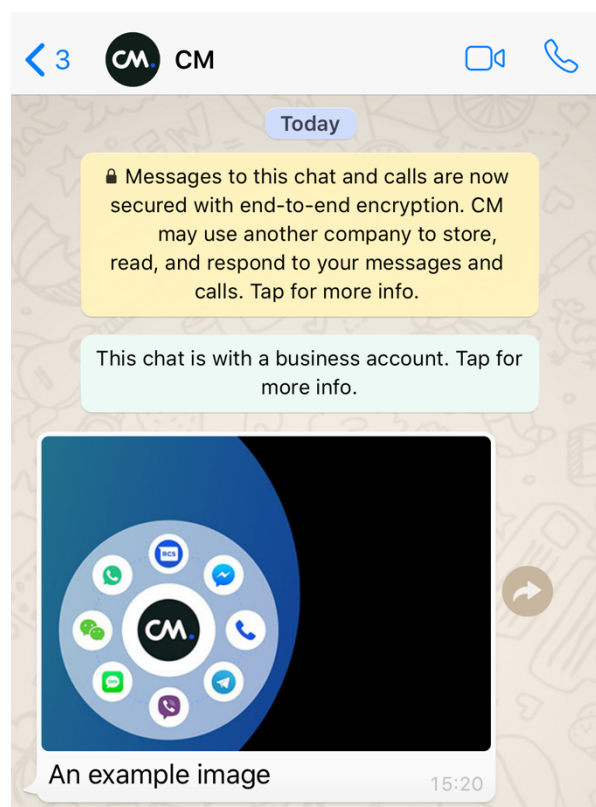 3 CM. CM
Today
Messages to this chat and calls are now
secured with end-to-end encryption. CM
may use another company to store,
read, and respond to your messages and
calls. Tap for more info.
This chat is with a business account. Tap for
more info.
RCS
CM.
An example image
15:20